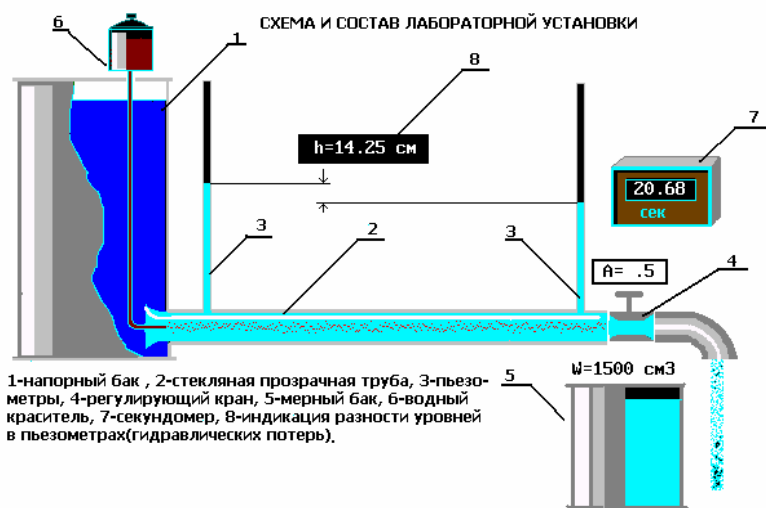 СХЕМА И СОСТАВ ЛАБОРАТОРНОЙ УСТАНОВКИ
6
1
8
7
h=14.25 см
20.68
сек
3
2
3
A= .5
4
5
W=1500 см3
1-напорный бак , 2-стекляная прозрачная труба, 3-пьезо-
метры, 4-регулирующий кран, 5-мерный бак, 6-водный
краситель, 7-секундомер, 8-индикация разности уровней
в пьезометрах(гидравлических потерь).